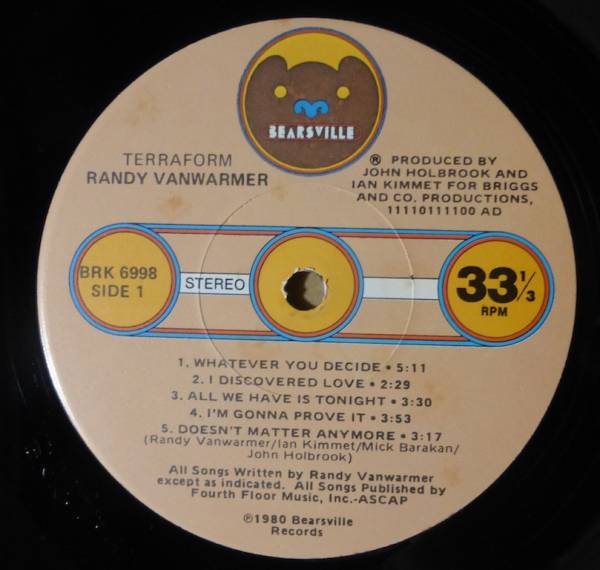 BEARSVILLE
TERRAFORM
RANDY VANWARMER
® PRODUCED BY
JOHN HOLBROOK AND
IAN KIMMET FOR BRIGGS
AND CO. PRODUCTIONS,
11110111100 AD
BRK 6998
SIDE 1
STEREO
33 1/3
RPM
1. WHATEVER YOU DECIDE • 5:11
2. I DISCOVERED LOVE • 2:29
3. ALL WE HAVE IS TONIGHT • 3:30
4. I'M GONNA PROVE IT • 3:53
5. DOESN'T MATTER ANYMORE • 3:17
(Randy Vanwarmer/Ian Kimmet/Mick Barakan/
John Holbrook)
All Songs Written by Randy Vanwarmer
except as indicated. All Songs Published by
Fourth Floor Music, Inc.-ASCAP
℗1980 Bearsville
Records